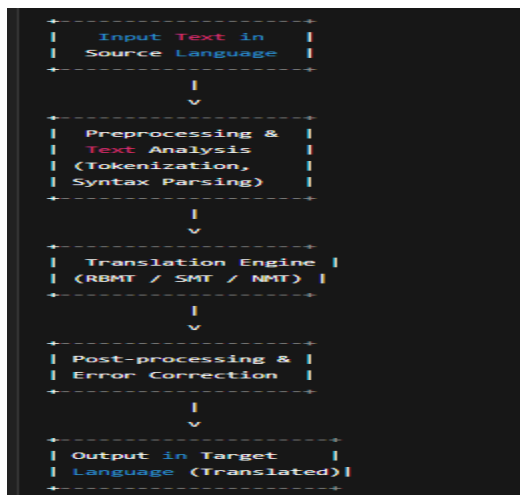 Input Text in
Source Language
Preprocessing &
Text Analysis
(Tokenization,
Syntax Parsing)
Translation Engine
(RBMT / SMT / NMT)
Post-processing &
Error Correction
Output in Target
Language (Translated)